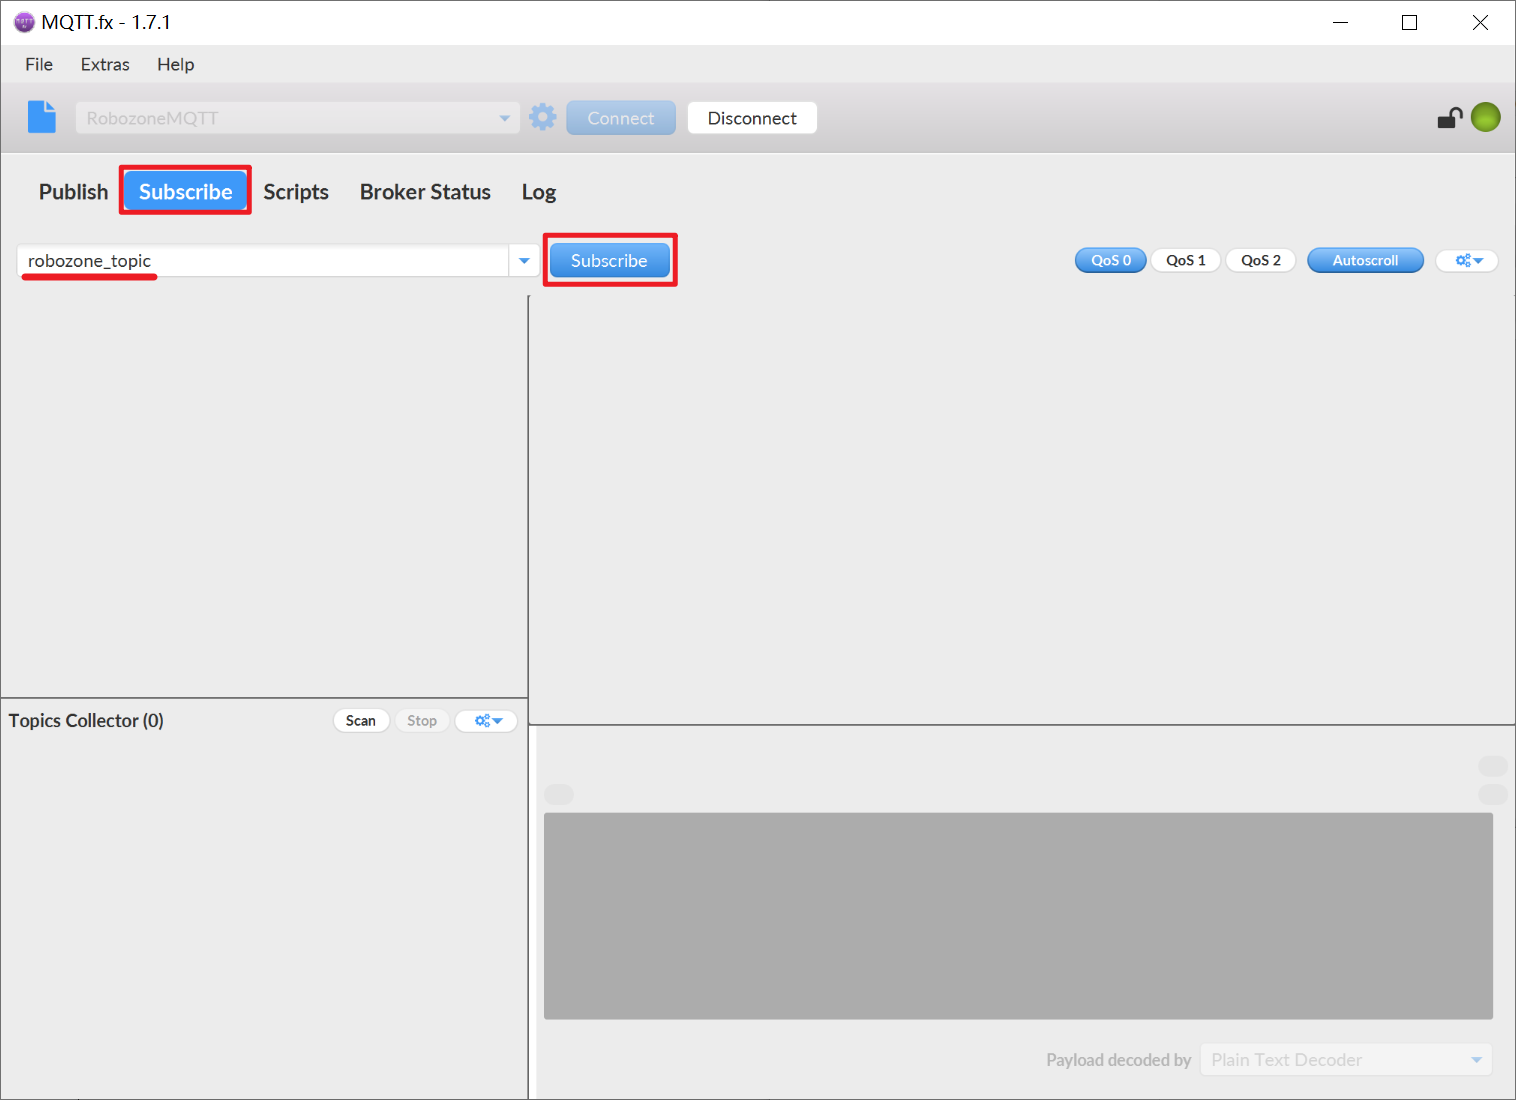 MQTT.fx - 1.7.1
File Extras Help
RobozoneMQTT Connect Disconnect
Publish Subscribe Scripts Broker Status Log
robozone_topic Subscribe QoS 0 QoS 1 QoS 2 Autoscroll
Topics Collector (0) Scan Stop
Payload decoded by Plain Text Decoder